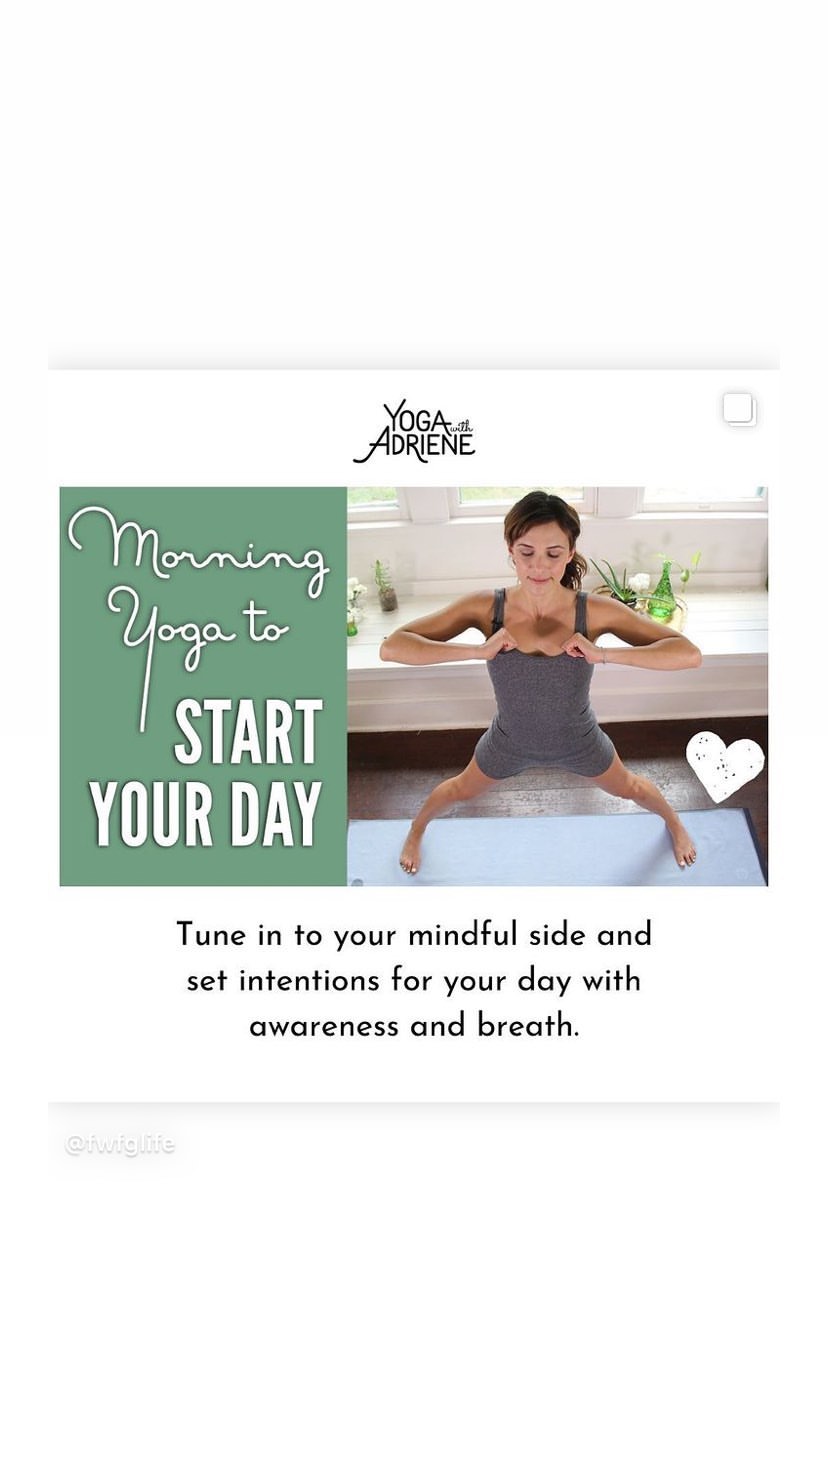 YOGA with
ADRIENE
Morning
Yoga to
START
YOUR DAY
Tune in to your mindful side and
set intentions for your day with
awareness and breath.
@fwfglife